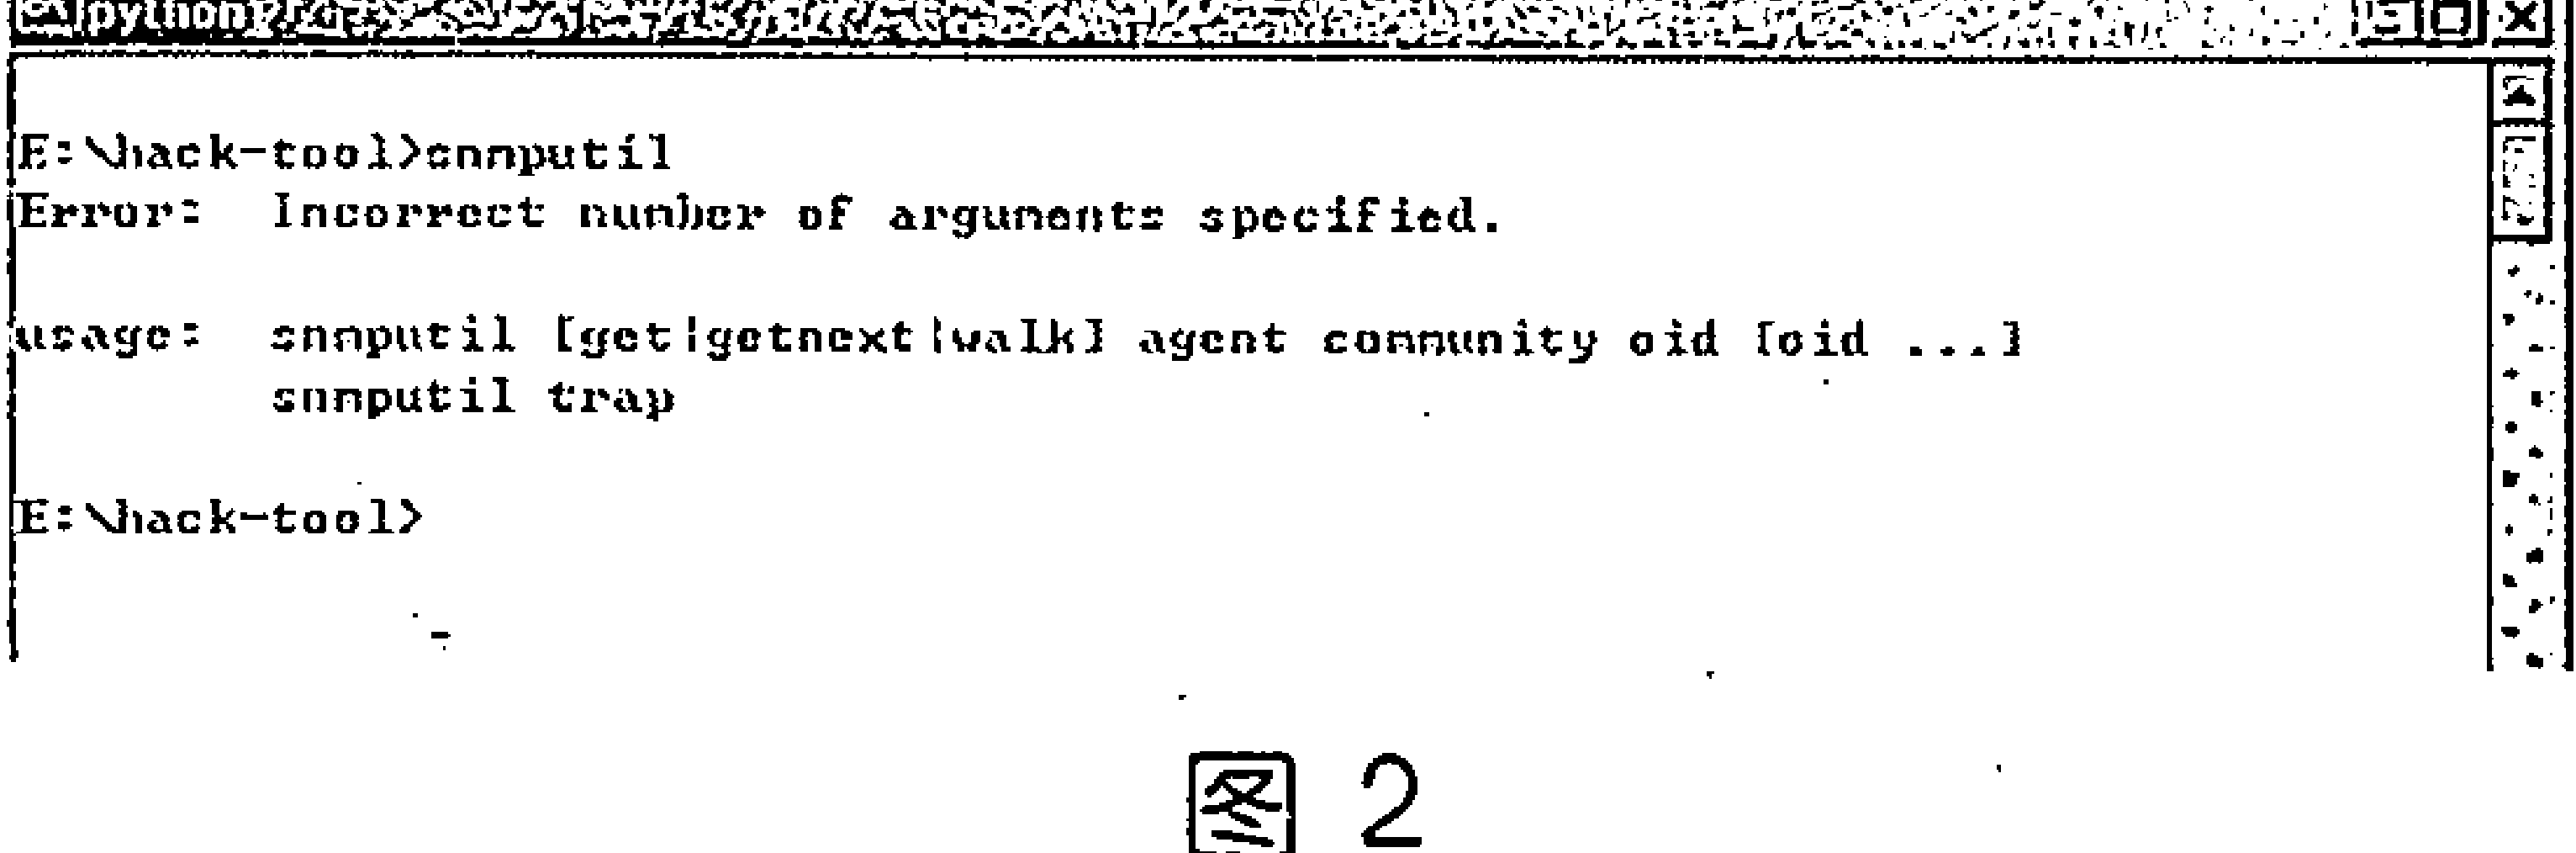 python
E:\hack-tool>snmputil
Error:  Incorrect number of arguments specified.
usage:  snmputil [get|getnext|walk] agent community oid [oid ...]
        snmputil trap
E:\hack-tool>
图 2